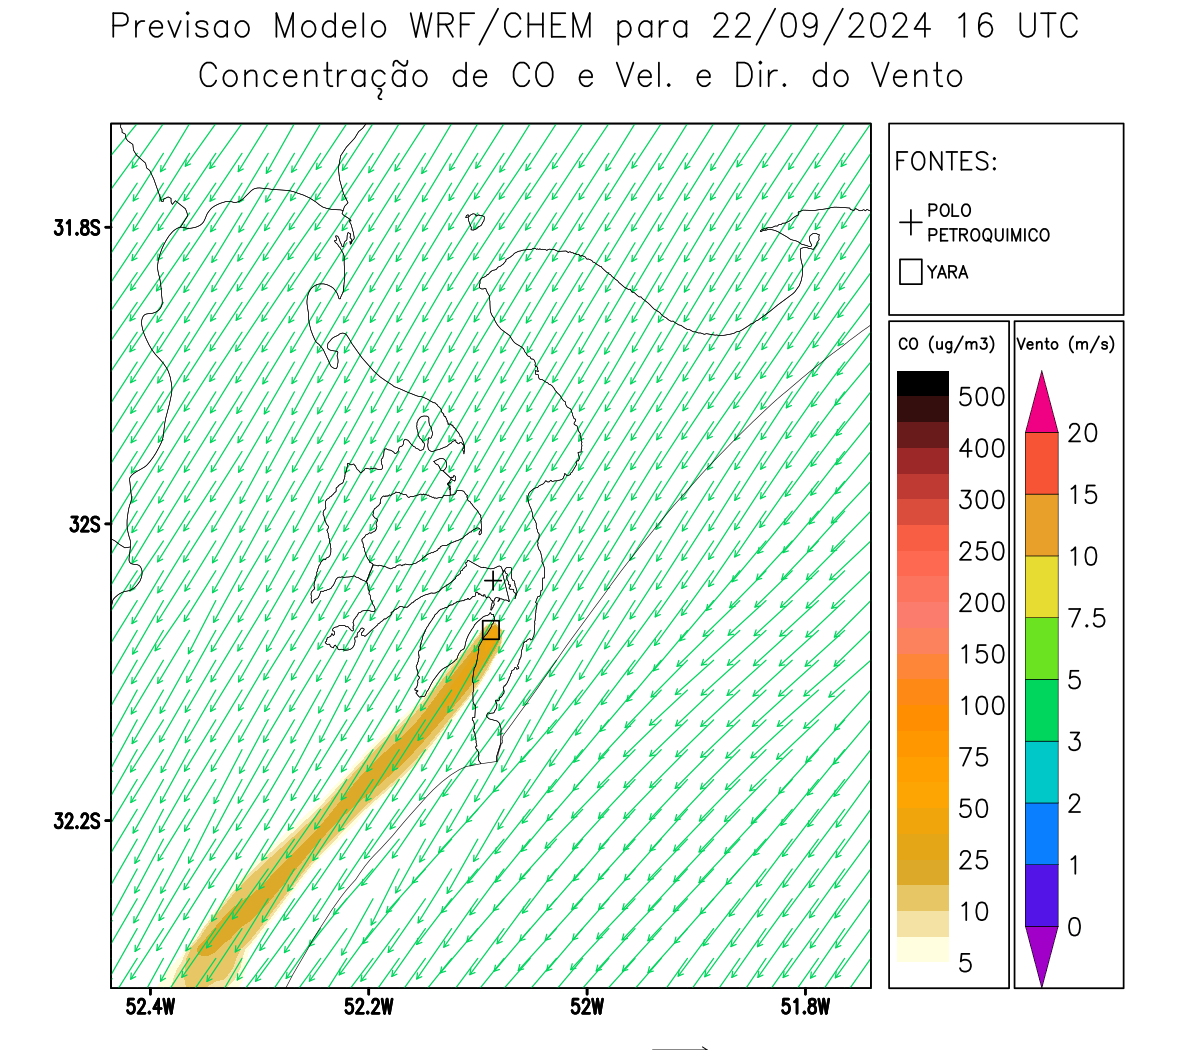 Previsao Modelo WRF/CHEM para 22/09/2024 16 UTC
Concentração de CO e Vel. e Dir. do Vento
FONTES:
POLO
PETROQUIMICO
YARA
CO (ug/m3)
500
400
300
250
200
150
100
75
50
25
10
5
Vento (m/s)
20
15
10
7.5
5
3
2
1
0
31.8S
32S
32.2S
52.4W
52.2W
52W
51.8W